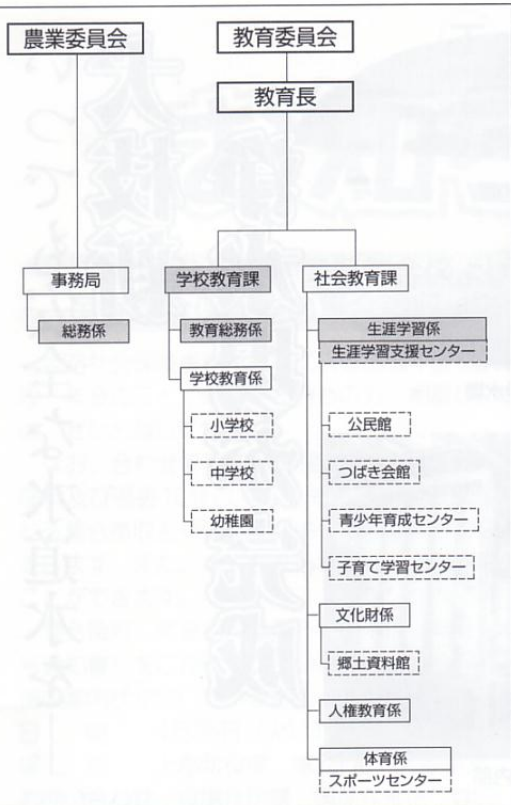 農業委員会
教育委員会
教育長
事務局
学校教育課
社会教育課
総務係
教育総務係
生涯学習係
生涯学習支援センター
学校教育係
小学校
公民館
中学校
つばき会館
幼稚園
青少年育成センター
子育て学習センター
文化財係
郷土資料館
人権教育係
体育係
スポーツセンター